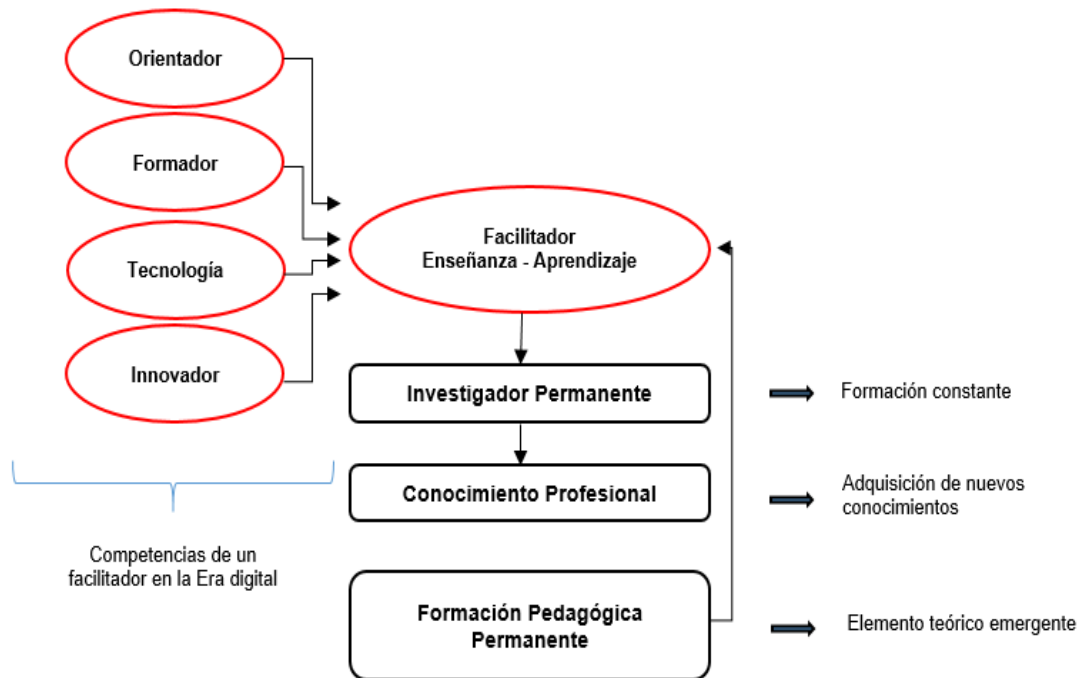 Orientador
Formador
Tecnología
Innovador
Competencias de un
facilitador en la Era digital
Facilitador
Enseñanza - Aprendizaje
Investigador Permanente
Formación constante
Conocimiento Profesional
Adquisición de nuevos
conocimientos
Formación Pedagógica
Permanente
Elemento teórico emergente